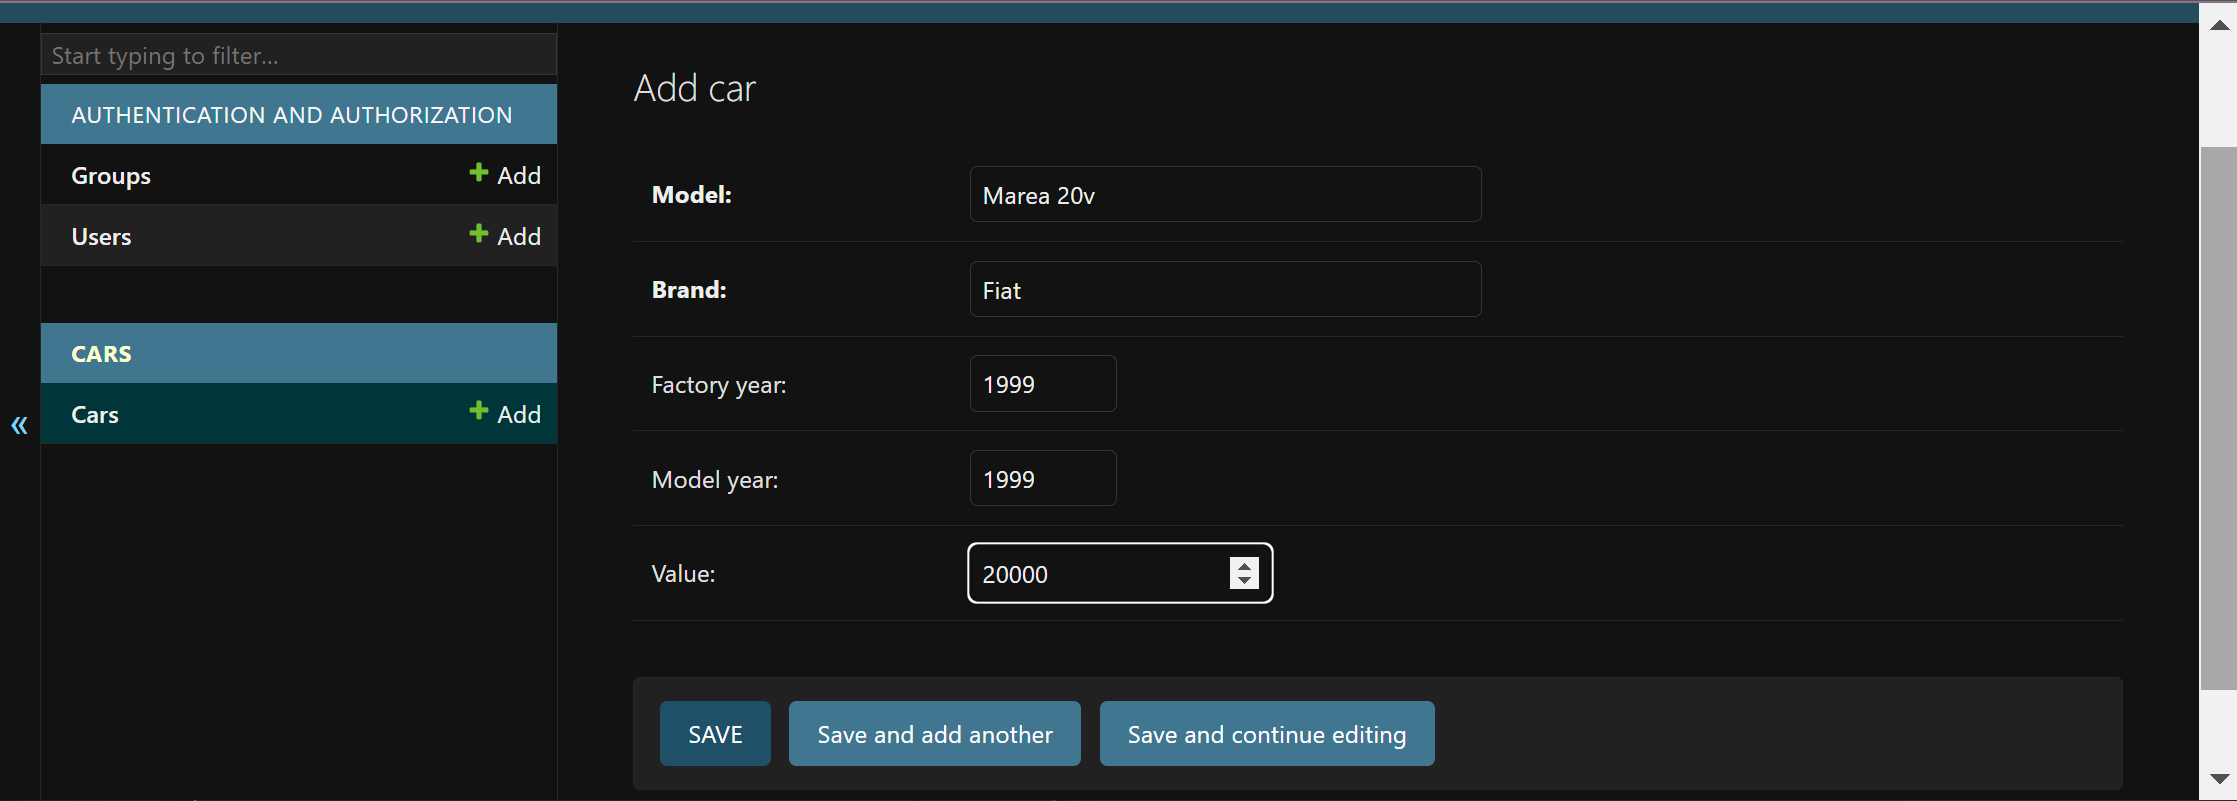 Start typing to filter...
AUTHENTICATION AND AUTHORIZATION
Groups + Add
Users + Add
CARS
Cars + Add
«
Add car
Model: Marea 20v
Brand: Fiat
Factory year: 1999
Model year: 1999
Value: 20000
SAVE Save and add another Save and continue editing